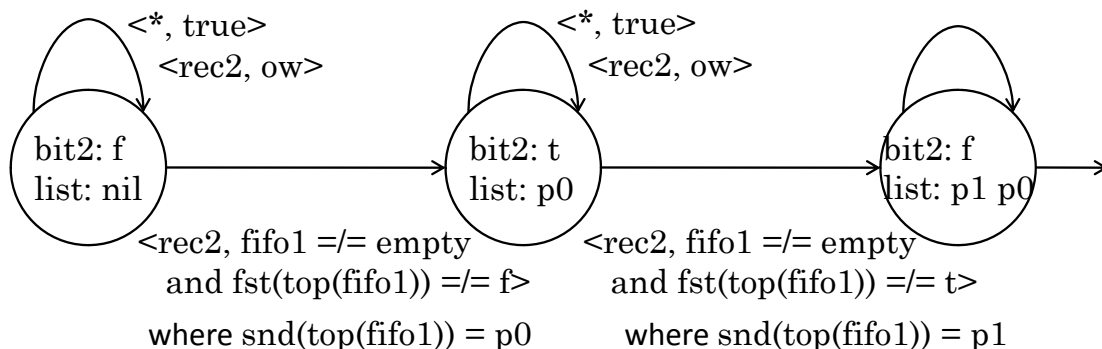 <*, true>
<rec2, ow>
<*, true>
<rec2, ow>
bit2: f
list: nil
bit2: t
list: p0
bit2: f
list: p1 p0
<rec2, fifo1 =/= empty
and fst(top(fifo1)) =/= f>
where snd(top(fifo1)) = p0
<rec2, fifo1 =/= empty
and fst(top(fifo1)) =/= t>
where snd(top(fifo1)) = p1